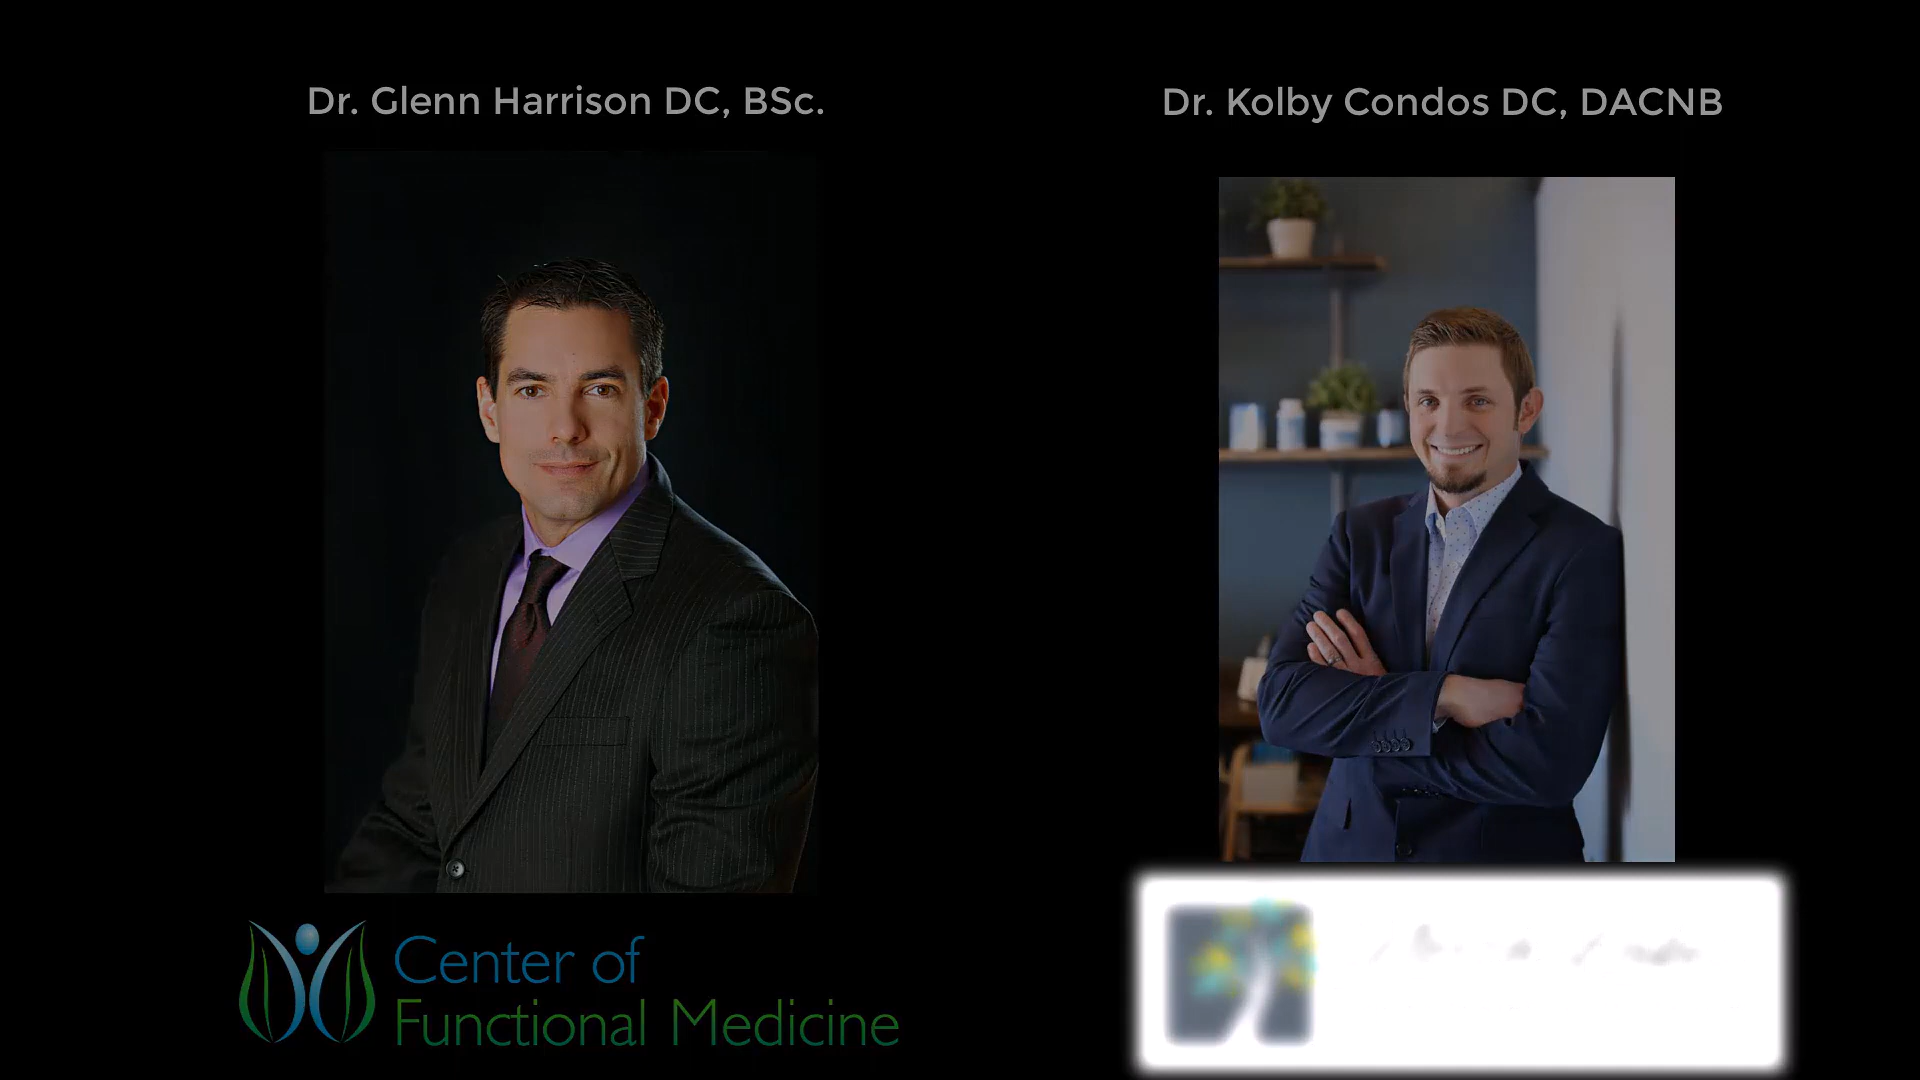 Dr. Glenn Harrison DC, BSc.
Dr. Kolby Condos DC, DACNB
Center of
Functional Medicine